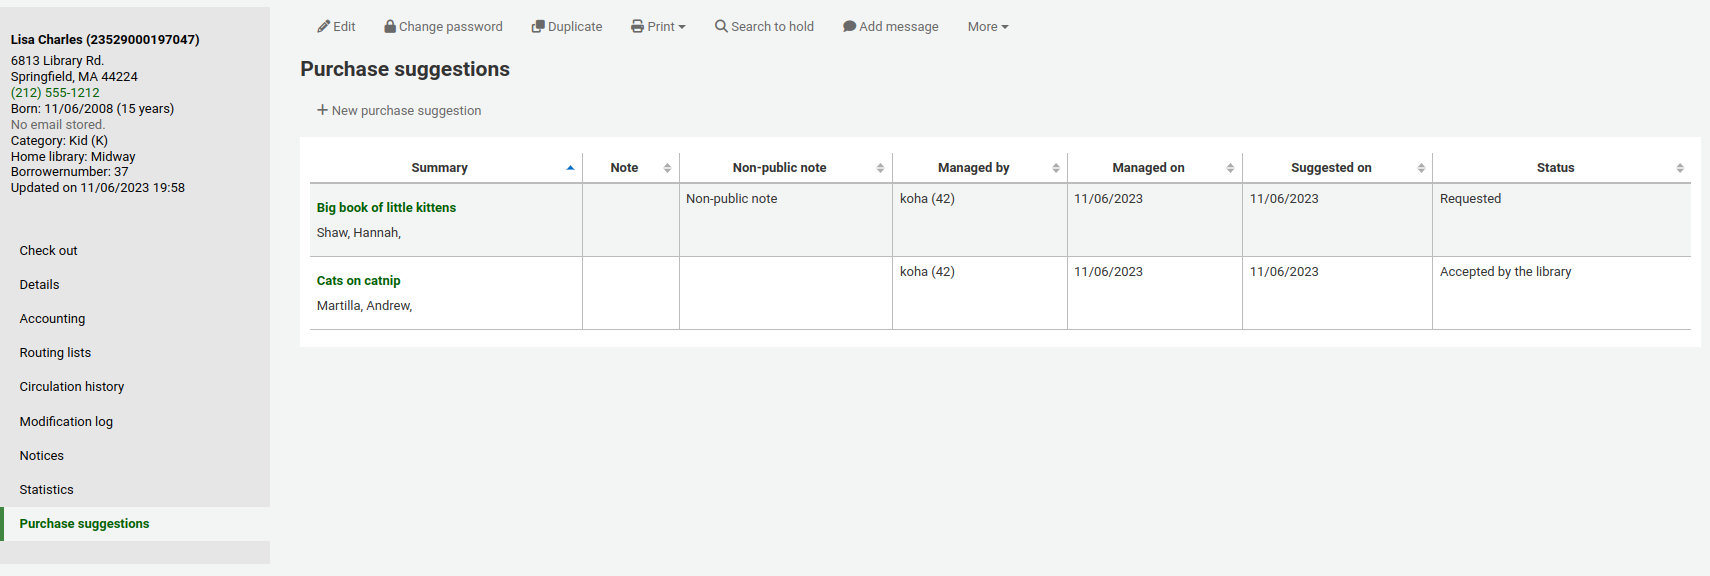 Lisa Charles (23529000197047)
6813 Library Rd.
Springfield, MA 44224
(212) 555-1212
Born: 11/06/2008 (15 years)
No email stored.
Category: Kid (K)
Home library: Midway
Borrowernumber: 37
Updated on 11/06/2023 19:58
Check out
Details
Accounting
Routing lists
Circulation history
Modification log
Notices
Statistics
Purchase suggestions
Edit Change password Duplicate Print Search to hold Add message More
Purchase suggestions
+ New purchase suggestion
Summary Note Non-public note Managed by Managed on Suggested on Status
Big book of little kittens Non-public note koha (42) 11/06/2023 11/06/2023 Requested
Shaw, Hannah,
Cats on catnip koha (42) 11/06/2023 11/06/2023 Accepted by the library
Martilla, Andrew,